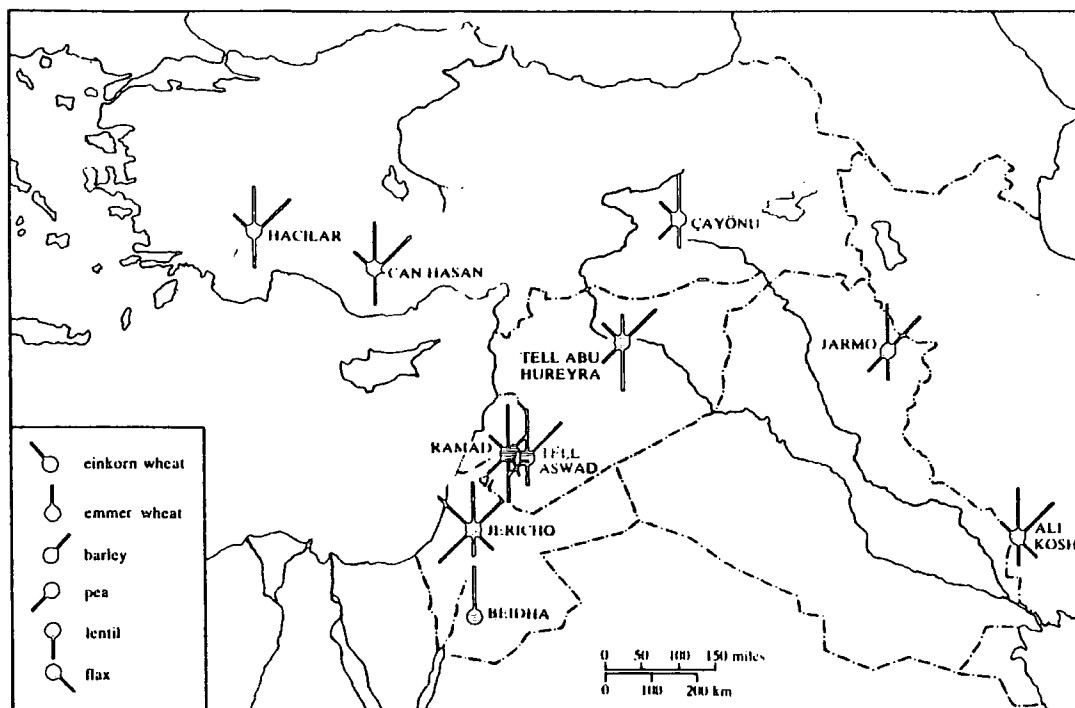 ÇAYÖNU
HACILAR
CAN HASAN
TELL ABU
HUREYRA
JARMO
RAMAD
TELL
ASWAD
JERICHO
BEIDHA
ALI
KOSH
einkorn wheat
emmer wheat
barley
pea
lentil
flax
0 50 100 150 miles
0 100 200 km